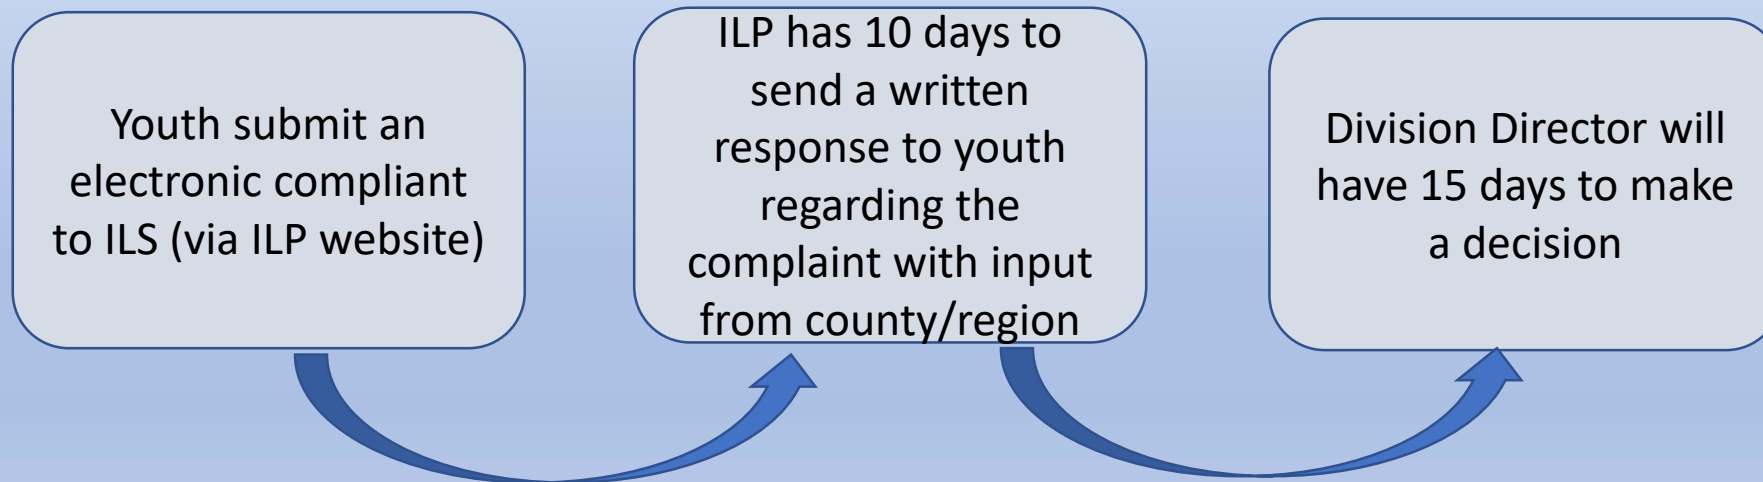 Youth submit an
electronic compliant
to ILS (via ILP website)
ILP has 10 days to
send a written
response to youth
regarding the
complaint with input
from county/region
Division Director will
have 15 days to make
a decision